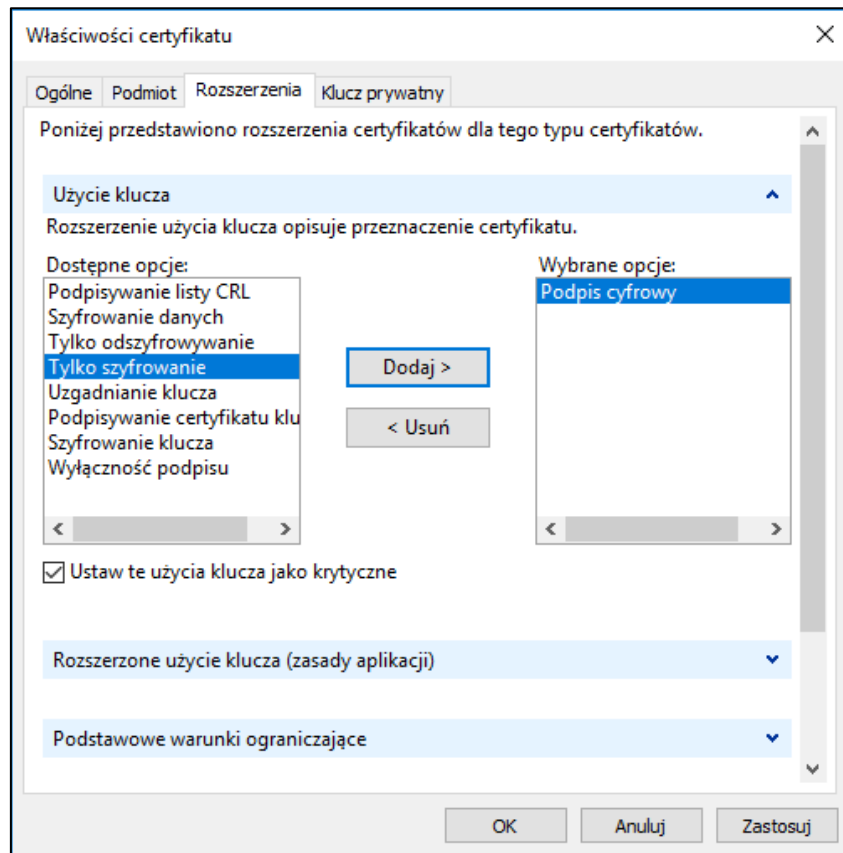 Właściwości certyfikatu
Ogólne Podmiot Rozszerzenia Klucz prywatny
Poniżej przedstawiono rozszerzenia certyfikatów dla tego typu certyfikatów.
Użycie klucza
Rozszerzenie użycia klucza opisuje przeznaczenie certyfikatu.
Dostępne opcje:
Podpisywanie listy CRL
Szyfrowanie danych
Tylko odszyfrowywanie
Tylko szyfrowanie
Uzgadnianie klucza
Podpisywanie certyfikatu klu
Szyfrowanie klucza
Wyłączność podpisu
Dodaj >
< Usuń
Wybrane opcje:
Podpis cyfrowy
Ustaw te użycia klucza jako krytyczne
Rozszerzone użycie klucza (zasady aplikacji)
Podstawowe warunki ograniczające
OK Anuluj Zastosuj